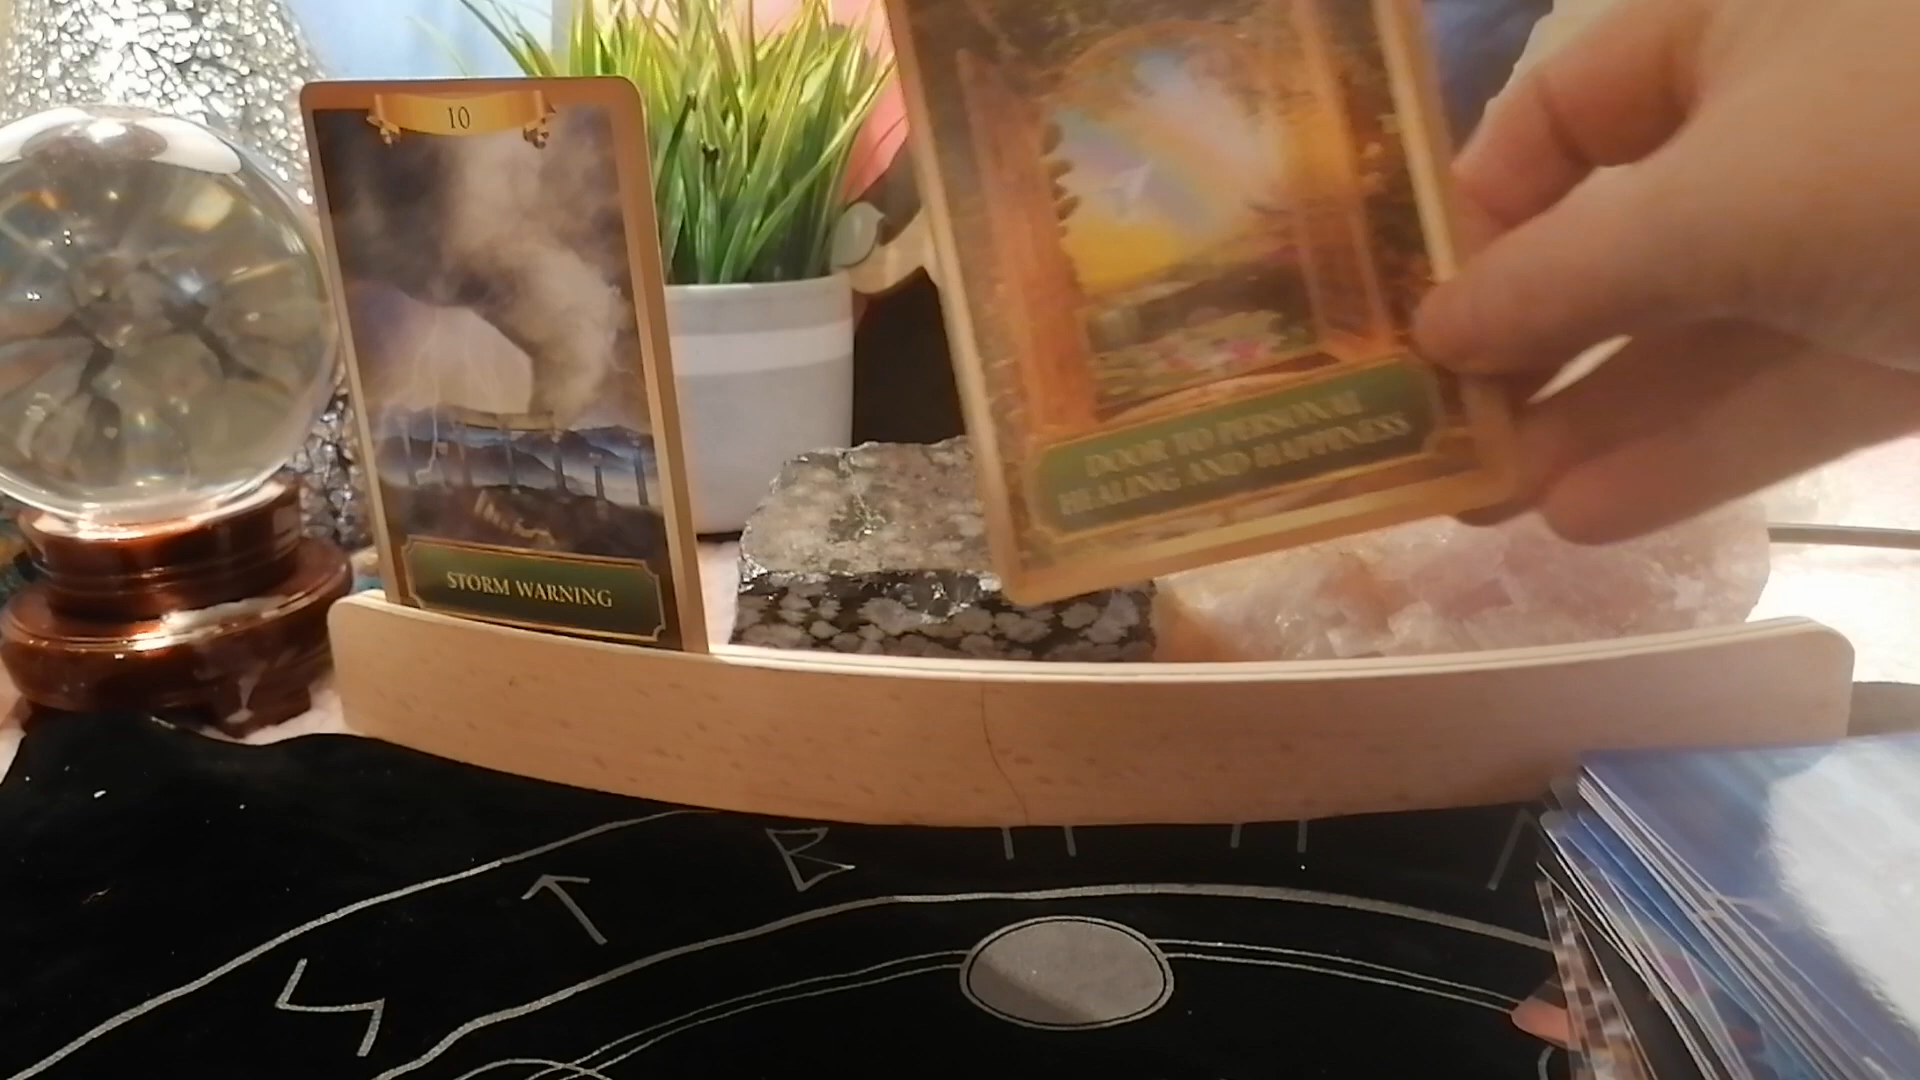 10
STORM WARNING
DOOR TO PERSONAL
HEALING AND HAPPINESS